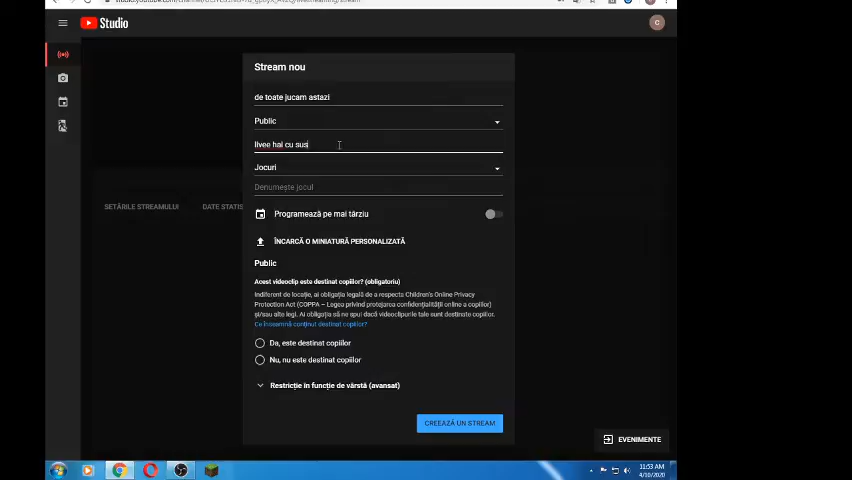 Studio
C
Stream nou
de toate jucam astazi
Public
livee hai cu sus
Jocuri
Denumește jocul
SETĂRILE STREAMULUI
DATE STATIS
Programează pe mai târziu
ÎNCARCĂ O MINIATURĂ PERSONALIZATĂ
Public
Acest videoclip este destinat copiilor? (obligatoriu)
Indiferent de locație, ai obligația legală de a respecta Children's Online Privacy
Protection Act (COPPA – Legea privind protejarea confidențialității online a copiilor)
și/sau alte legi. Ai obligația să ne spui dacă videoclipurile tale sunt destinate copiilor.
Ce înseamnă conținut destinat copiilor?
Da, este destinat copiilor
Nu, nu este destinat copiilor
Restricție în funcție de vârstă (avansat)
CREEAZĂ UN STREAM
EVENIMENTE
11:53 AM
4/10/2020